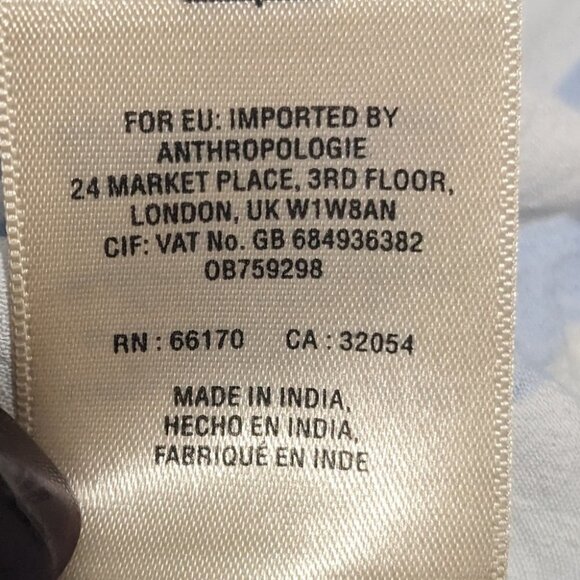 FOR EU: IMPORTED BY
ANTHROPOLOGIE
24 MARKET PLACE, 3RD FLOOR,
LONDON, UK W1W8AN
CIF: VAT No. GB 684936382
OB759298
RN : 66170 CA : 32054
MADE IN INDIA,
HECHO EN INDIA,
FABRIQUÉ EN INDE